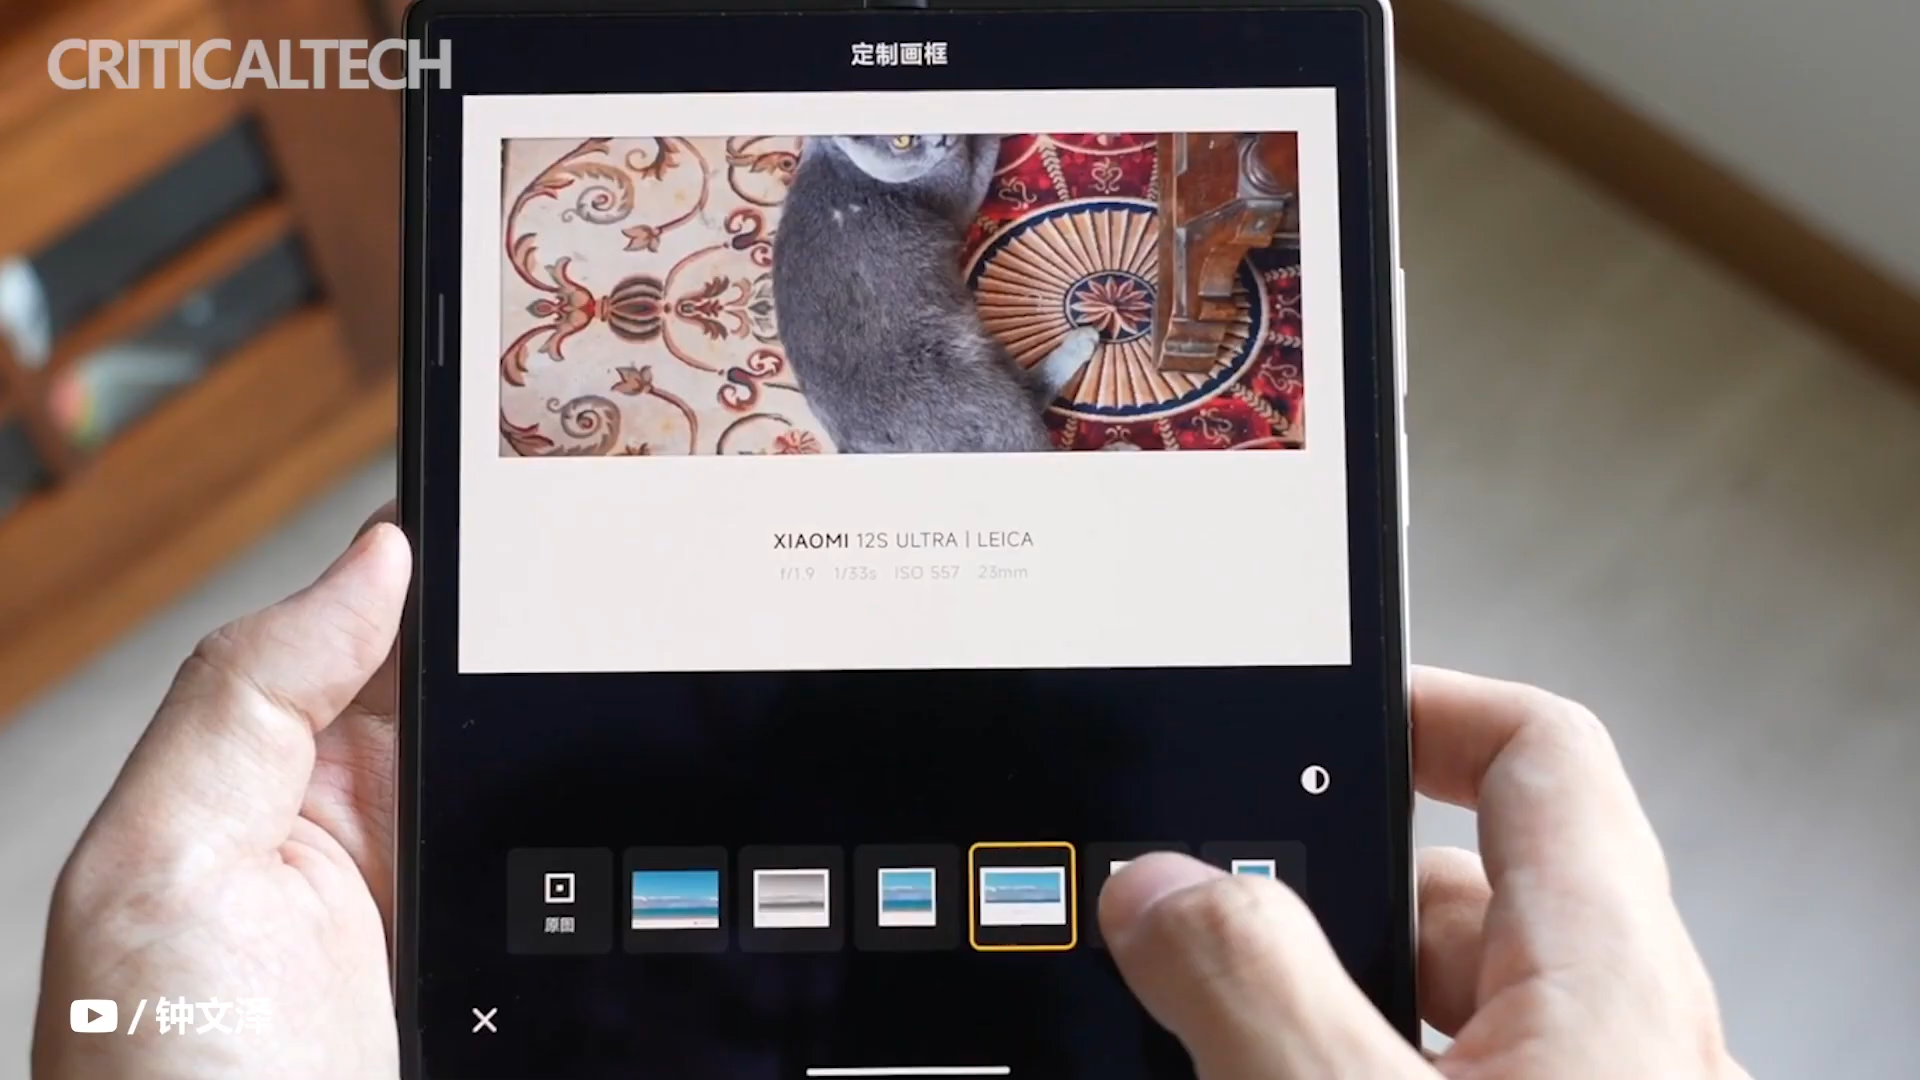 CRITICALTECH
定制画框
XIAOMI 12S ULTRA | LEICA
f/1.9 1/33s ISO 557 23mm
原图
/ 钟文泽